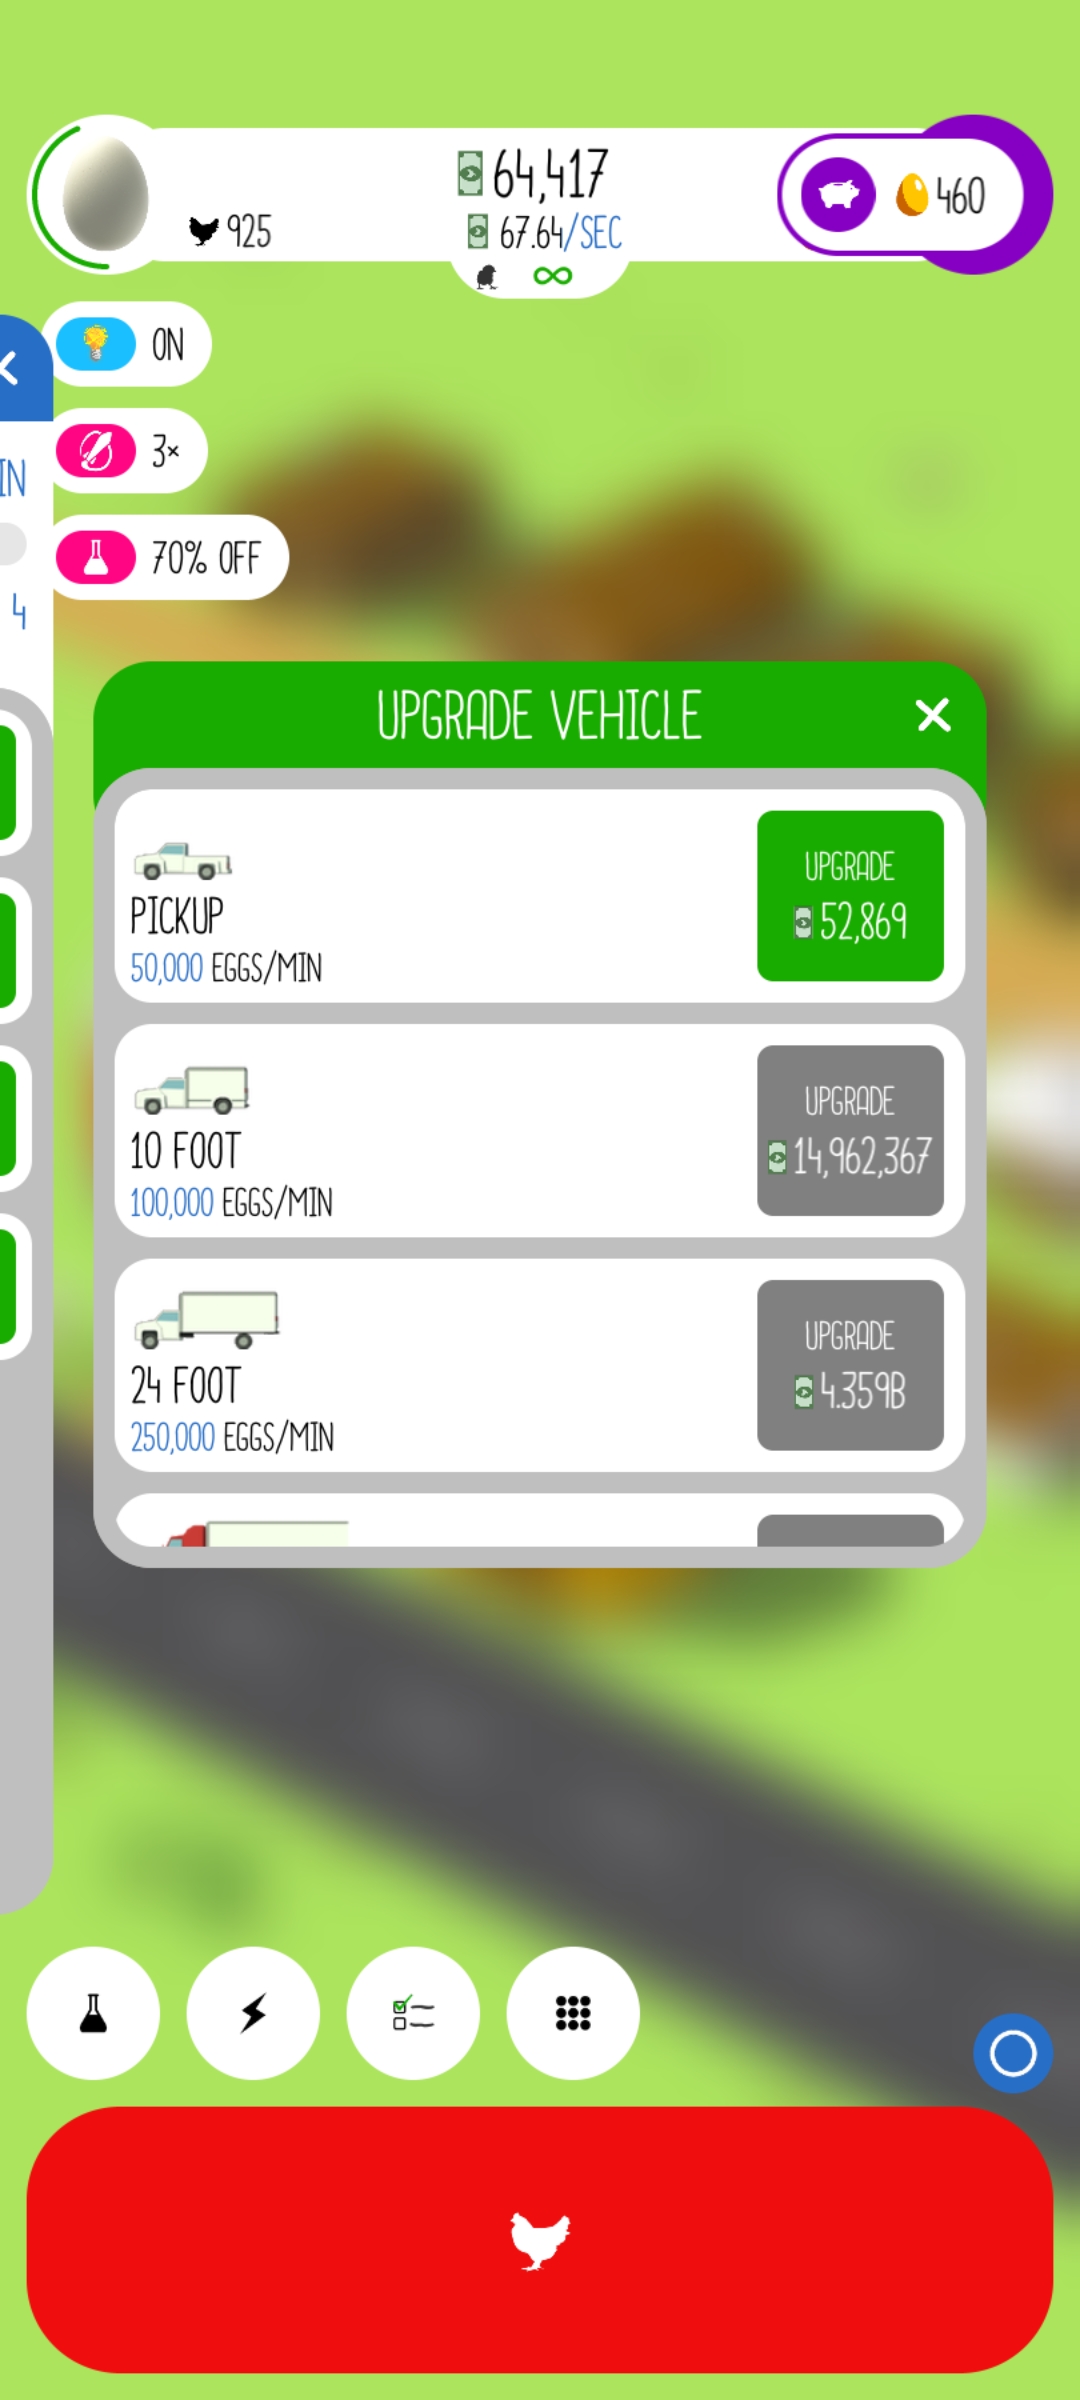 64,417
925
67.64/SEC
460
ON
3×
70% OFF
IN
4
UPGRADE VEHICLE
PICKUP
50,000 EGGS/MIN
UPGRADE
52,869
10 FOOT
100,000 EGGS/MIN
UPGRADE
14,962,367
24 FOOT
250,000 EGGS/MIN
UPGRADE
4.359B